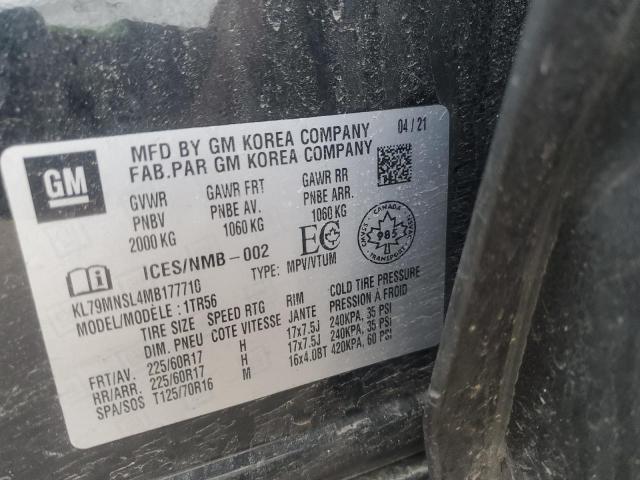 GM
MFD BY GM KOREA COMPANY 04/21
FAB.PAR GM KOREA COMPANY
GVWR GAWR FRT GAWR RR
PNBV PNBE AV. PNBE ARR.
2000 KG 1060 KG 1060 KG
ICES/NMB-002 EC CANADA 985
KL79MNSL4MB177710 TYPE: MPV/VTUM
MODEL/MODELE: 1TR56
TIRE SIZE SPEED RTG RIM COLD TIRE PRESSURE
DIM. PNEU COTE VITESSE JANTE PRESSION À FROID
FRT/AV. 225/60R17 H 17x7.5J 240KPA, 35 PSI
RR/ARR. 225/60R17 H 17x7.5J 240KPA, 35 PSI
SPA/SOS T125/70R16 M 16x4.0BT 420KPA, 60 PSI